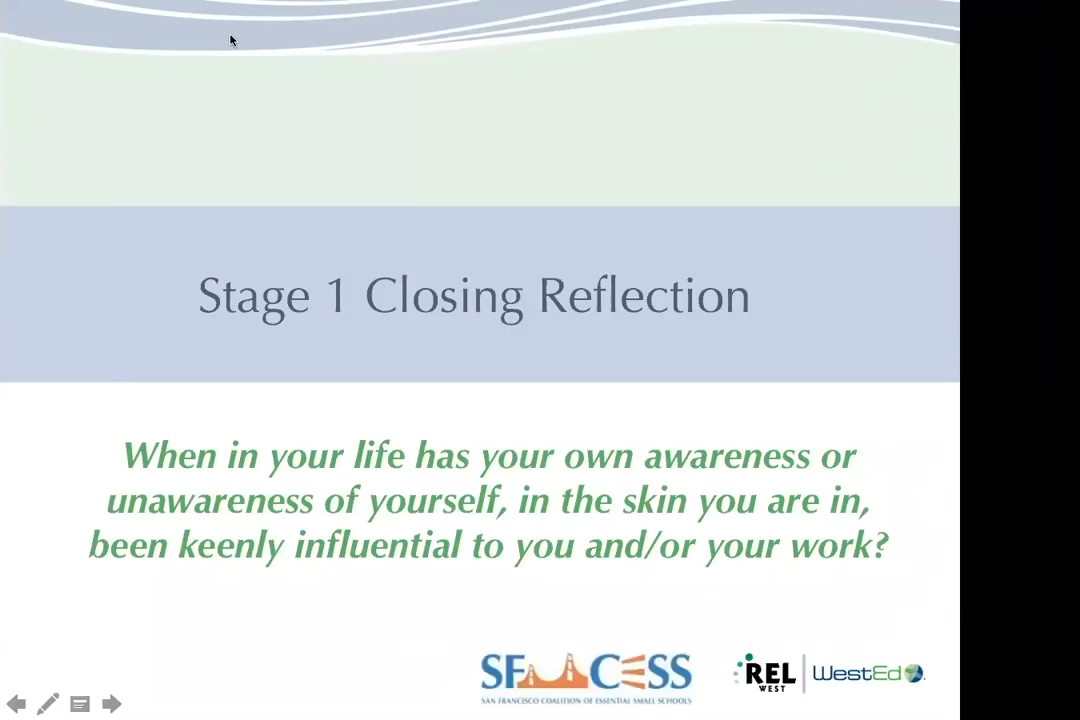 Stage 1 Closing Reflection
When in your life has your own awareness or
unawareness of yourself, in the skin you are in,
been keenly influential to you and/or your work?
SF CESS
SAN FRANCISCO COALITION OF ESSENTIAL SMALL SCHOOLS
REL
WEST
WestEd